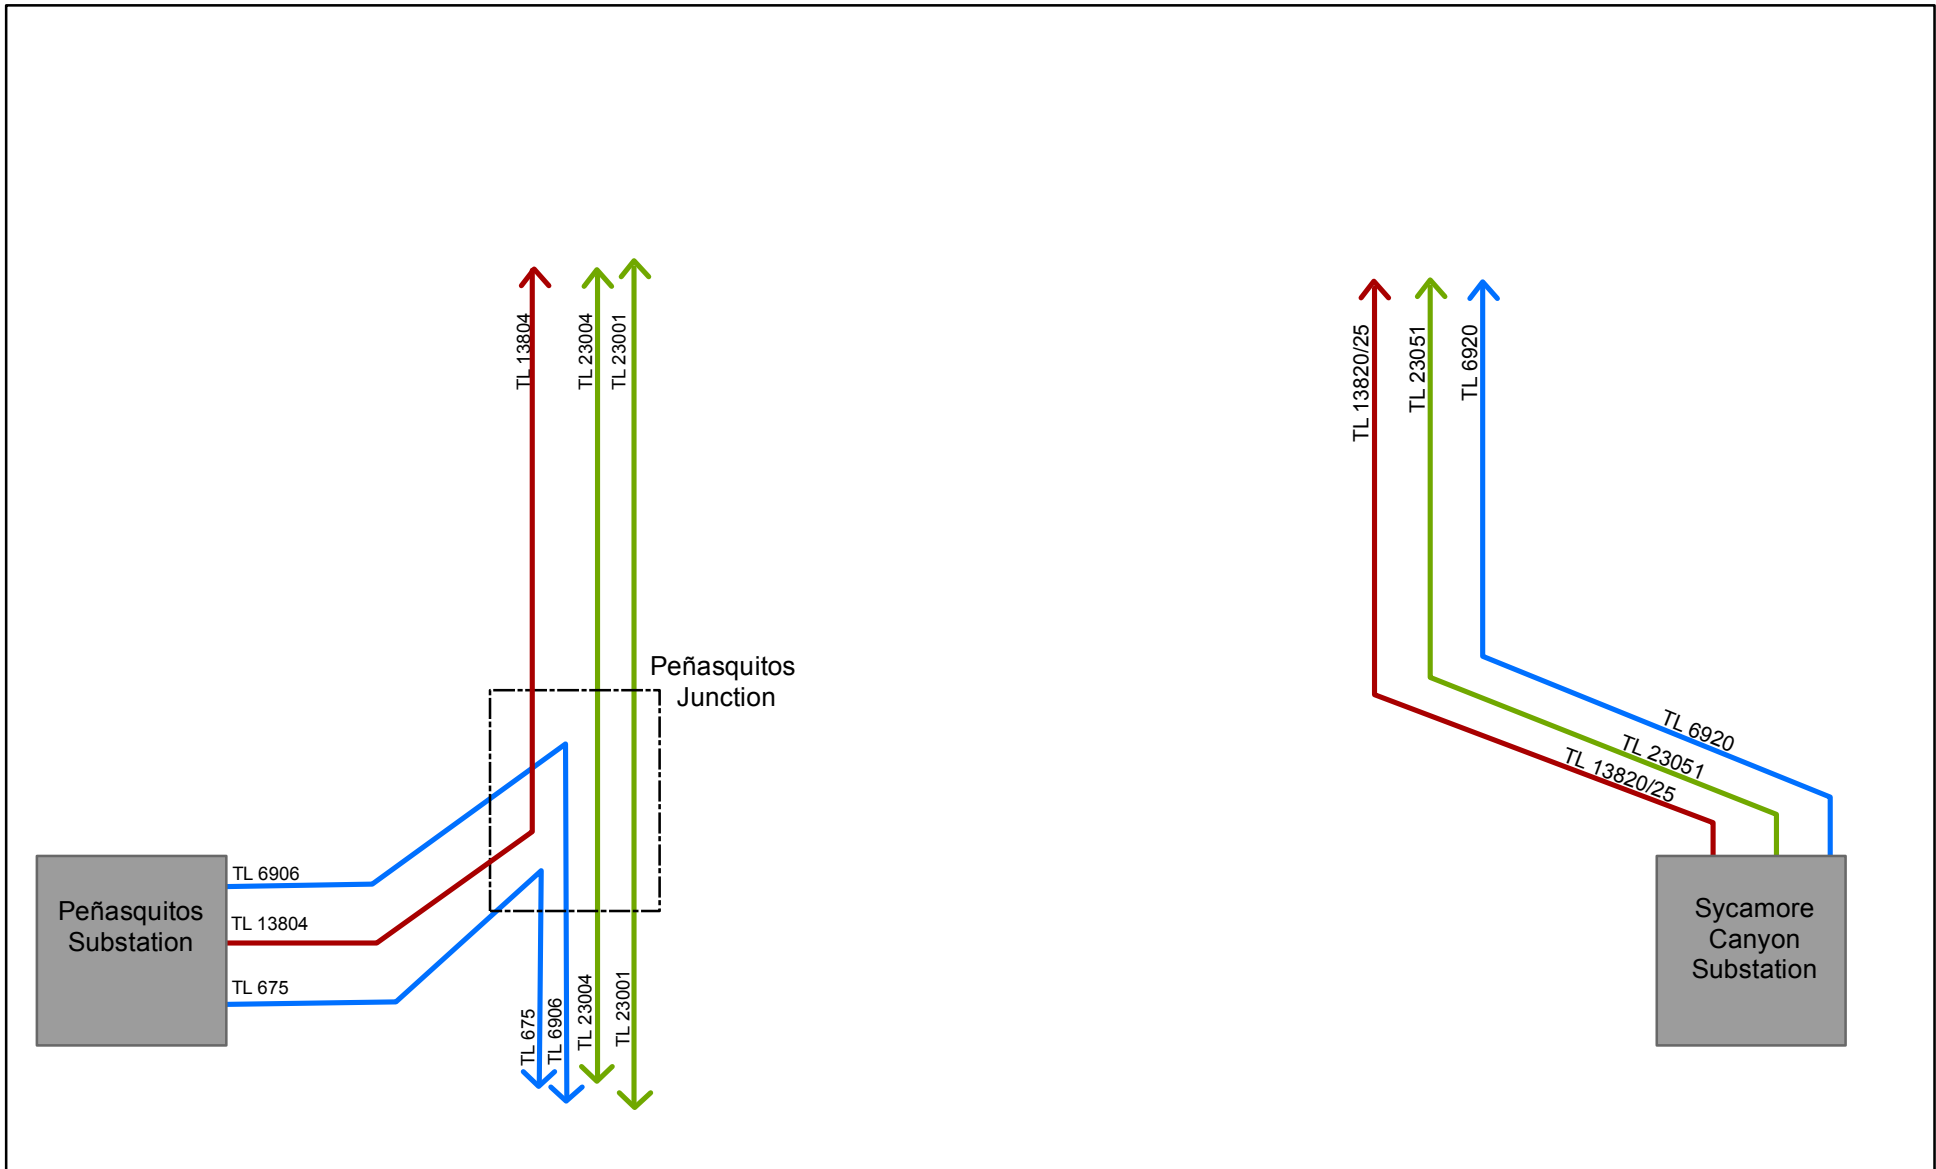 TL 13804
TL 23004
TL 23001
TL 13820/25
TL 23051
TL 6920
Peñasquitos
Junction
TL 6920
TL 23051
TL 13820/25
TL 6906
Peñasquitos
Substation
TL 13804
TL 675
Sycamore
Canyon
Substation
TL 675
TL 6906
TL 23004
TL 23001